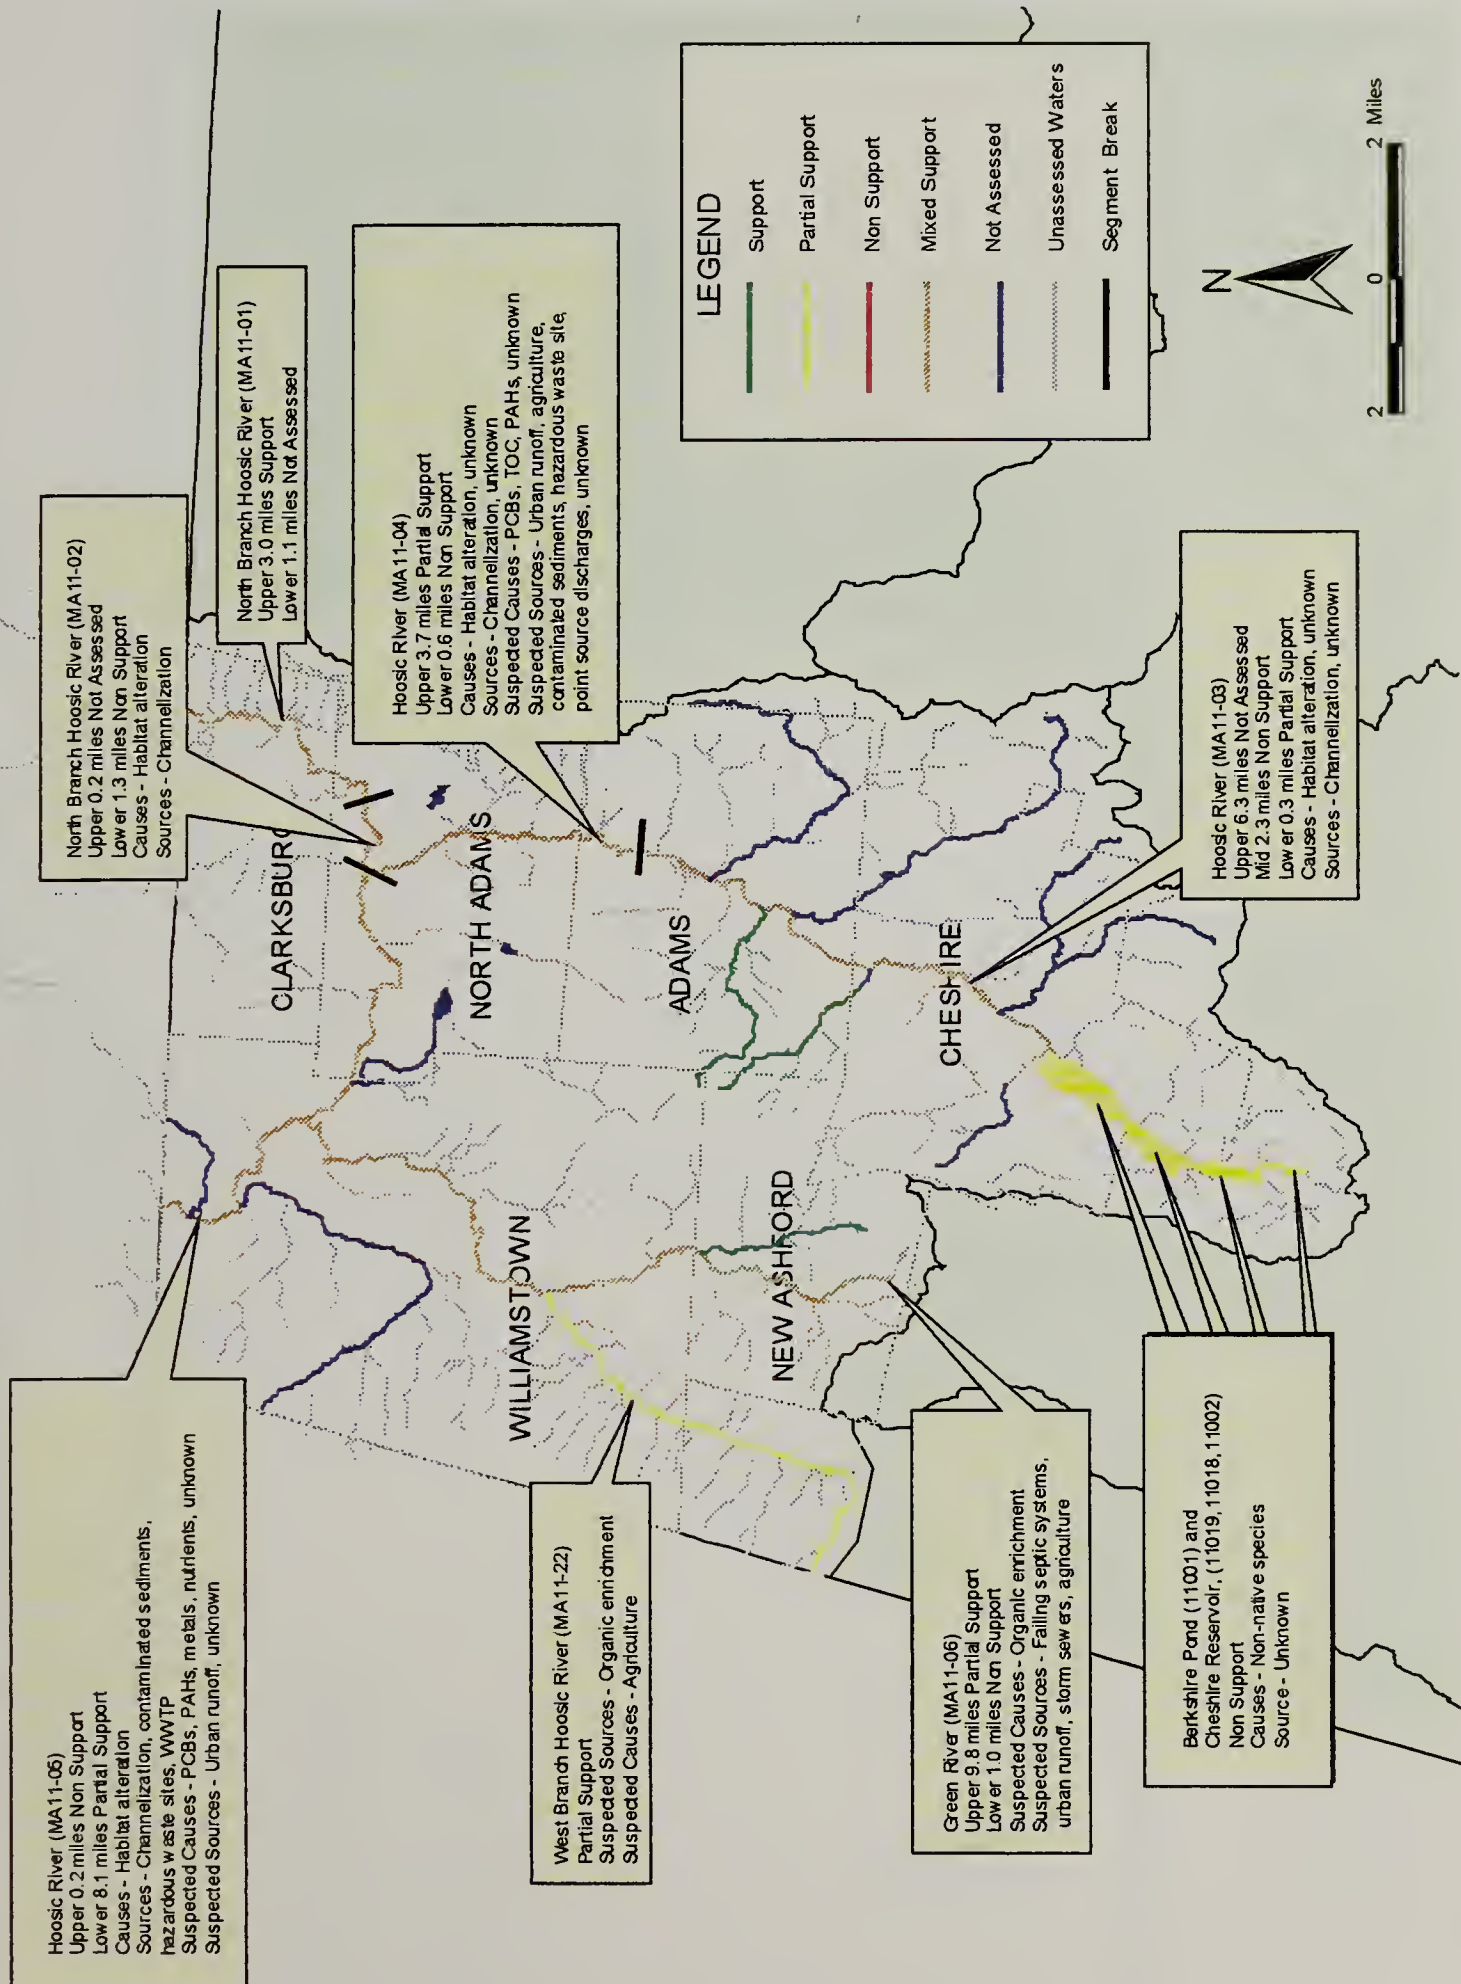 Hoosic River (MA11-05)
Upper 0.2 miles Non Support
Lower 8.1 miles Partial Support
Causes - Habitat alteration
Sources - Channelization, contaminated sediments,
hazardous waste sites, WWTP
Suspected Causes - PCBs, PAHs, metals, nutrients, unknown
Suspected Sources - Urban runoff, unknown
North Branch Hoosic River (MA11-02)
Upper 0.2 miles Not Assessed
Lower 1.3 miles Non Support
Causes - Habitat alteration
Sources - Channelization
North Branch Hoosic River (MA11-01)
Upper 3.0 miles Support
Lower 1.1 miles Not Assessed
Hoosic River (MA11-04)
Upper 3.7 miles Partial Support
Lower 0.6 miles Non Support
Causes - Habitat alteration, unknown
Sources - Channelization, unknown
Suspected Causes - PCBs, TOC, PAHs, unknown
Suspected Sources - Urban runoff, agriculture,
contaminated sediments, hazardous waste site,
point source discharges, unknown
CLARKSBURG
NORTH ADAMS
WILLIAMSTOWN
ADAMS
NEW ASHFORD
CHESHIRE
West Branch Hoosic River (MA11-22)
Partial Support
Suspected Sources - Organic enrichment
Suspected Causes - Agriculture
Green River (MA11-06)
Upper 9.8 miles Partial Support
Lower 1.0 miles Non Support
Suspected Causes - Organic enrichment
Suspected Sources - Failing septic systems,
urban runoff, storm sewers, agriculture
Berkshire Pond (11001) and
Cheshire Reservoir, (11019, 11018, 11002)
Non Support
Causes - Non-native species
Source - Unknown
Hoosic River (MA11-03)
Upper 6.3 miles Not Assessed
Mid 2.3 miles Non Support
Lower 0.3 miles Partial Support
Causes - Habitat alteration, unknown
Sources - Channelization, unknown
LEGEND
Support
Partial Support
Non Support
Mixed Support
Not Assessed
Unassessed Waters
Segment Break
N
2 0 2 Miles